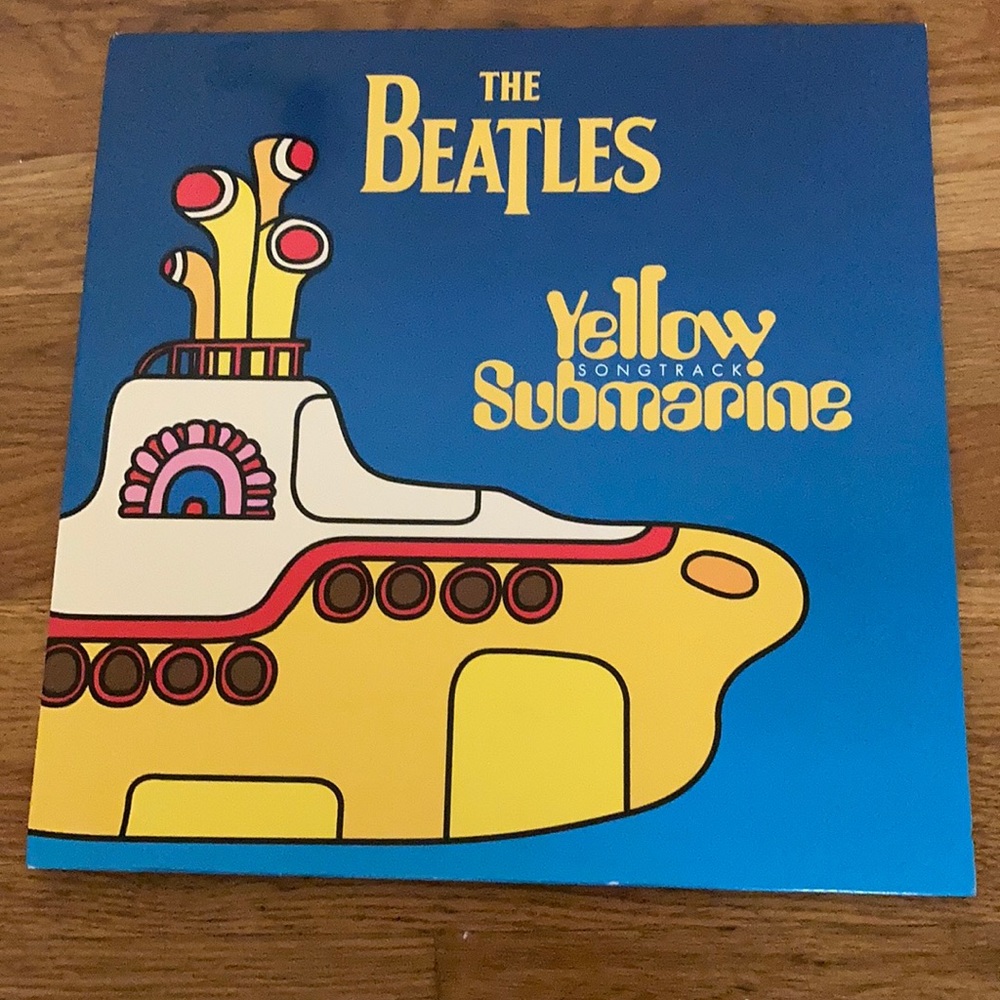 THE
BEATLES
Yellow
SONGTRACK
Submarine